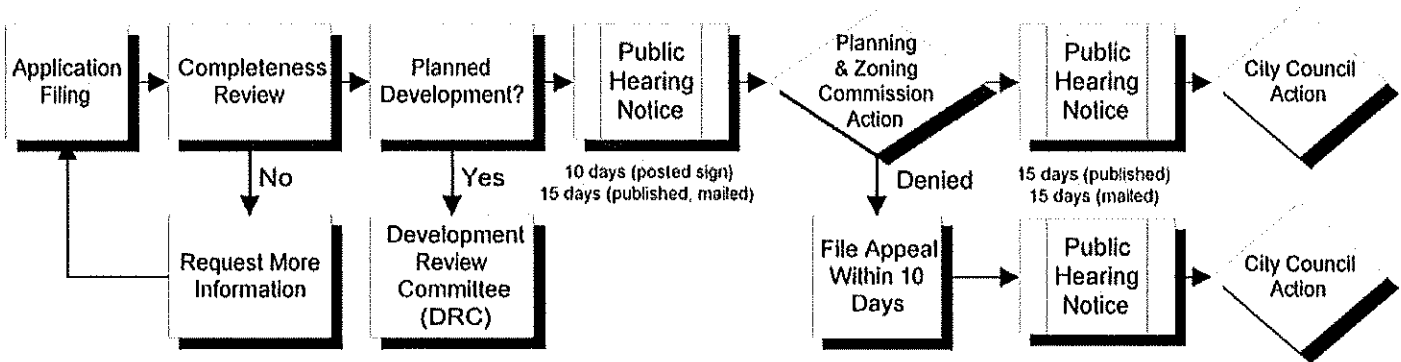 Application
Filing
Completeness
Review
Planned
Development?
Public
Hearing
Notice
Planning
& Zoning
Commission
Action
Public
Hearing
Notice
City Council
Action
No
Yes
10 days (posted sign)
15 days (published, mailed)
Denied
15 days (published)
15 days (mailed)
Request More
Information
Development
Review
Committee
(DRC)
File Appeal
Within 10
Days
Public
Hearing
Notice
City Council
Action